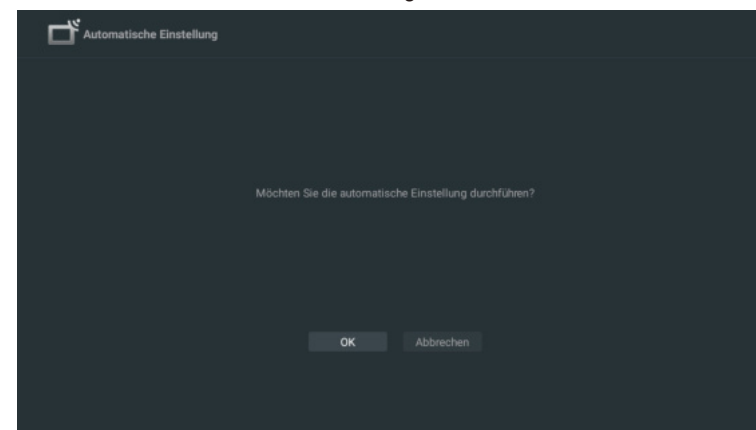 Automatische Einstellung
Möchten Sie die automatische Einstellung durchführen?
OK
Abbrechen